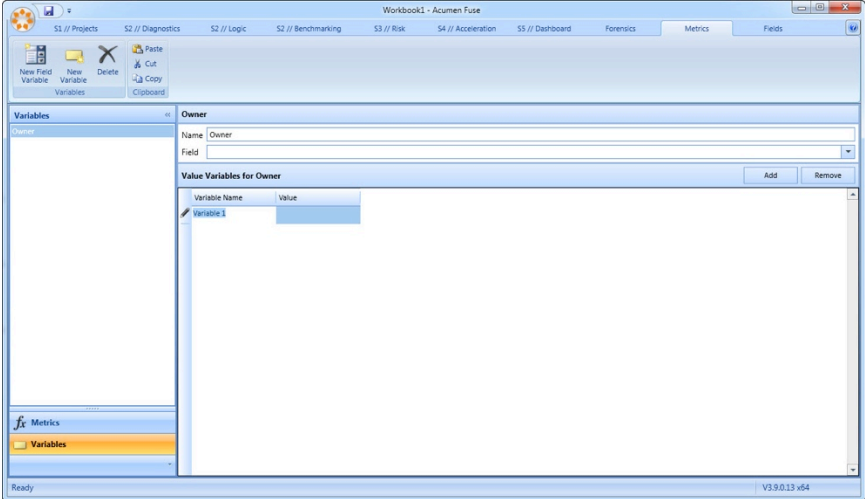 Workbook1 - Acumen Fuse
S1 // Projects S2 // Diagnostics S2 // Logic S2 // Benchmarking S3 // Risk S4 // Acceleration S5 // Dashboard Forensics Metrics Fields
New Field Variable
New Variable
Delete
Paste
Cut
Copy
Variables
Clipboard
Variables
Owner
Owner
Name Owner
Field
Value Variables for Owner
Add Remove
Variable Name Value
Variable 1
fx Metrics
Variables
Ready
V3.9.0.13 x64